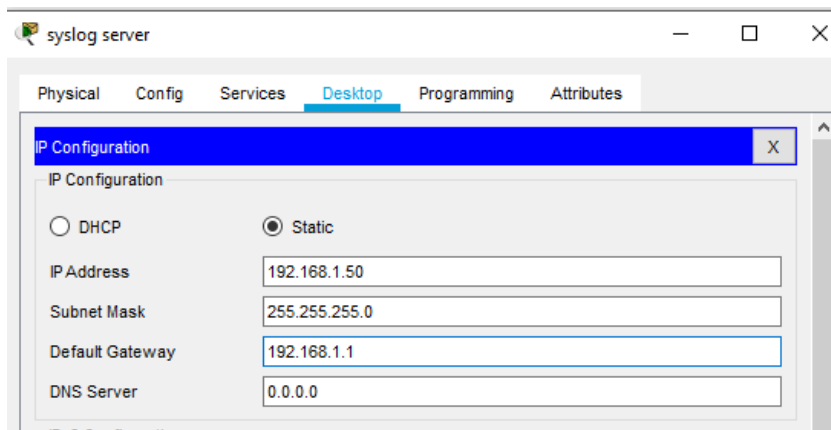 syslog server
Physical Config Services Desktop Programming Attributes
IP Configuration X
IP Configuration
DHCP Static
IP Address 192.168.1.50
Subnet Mask 255.255.255.0
Default Gateway 192.168.1.1
DNS Server 0.0.0.0